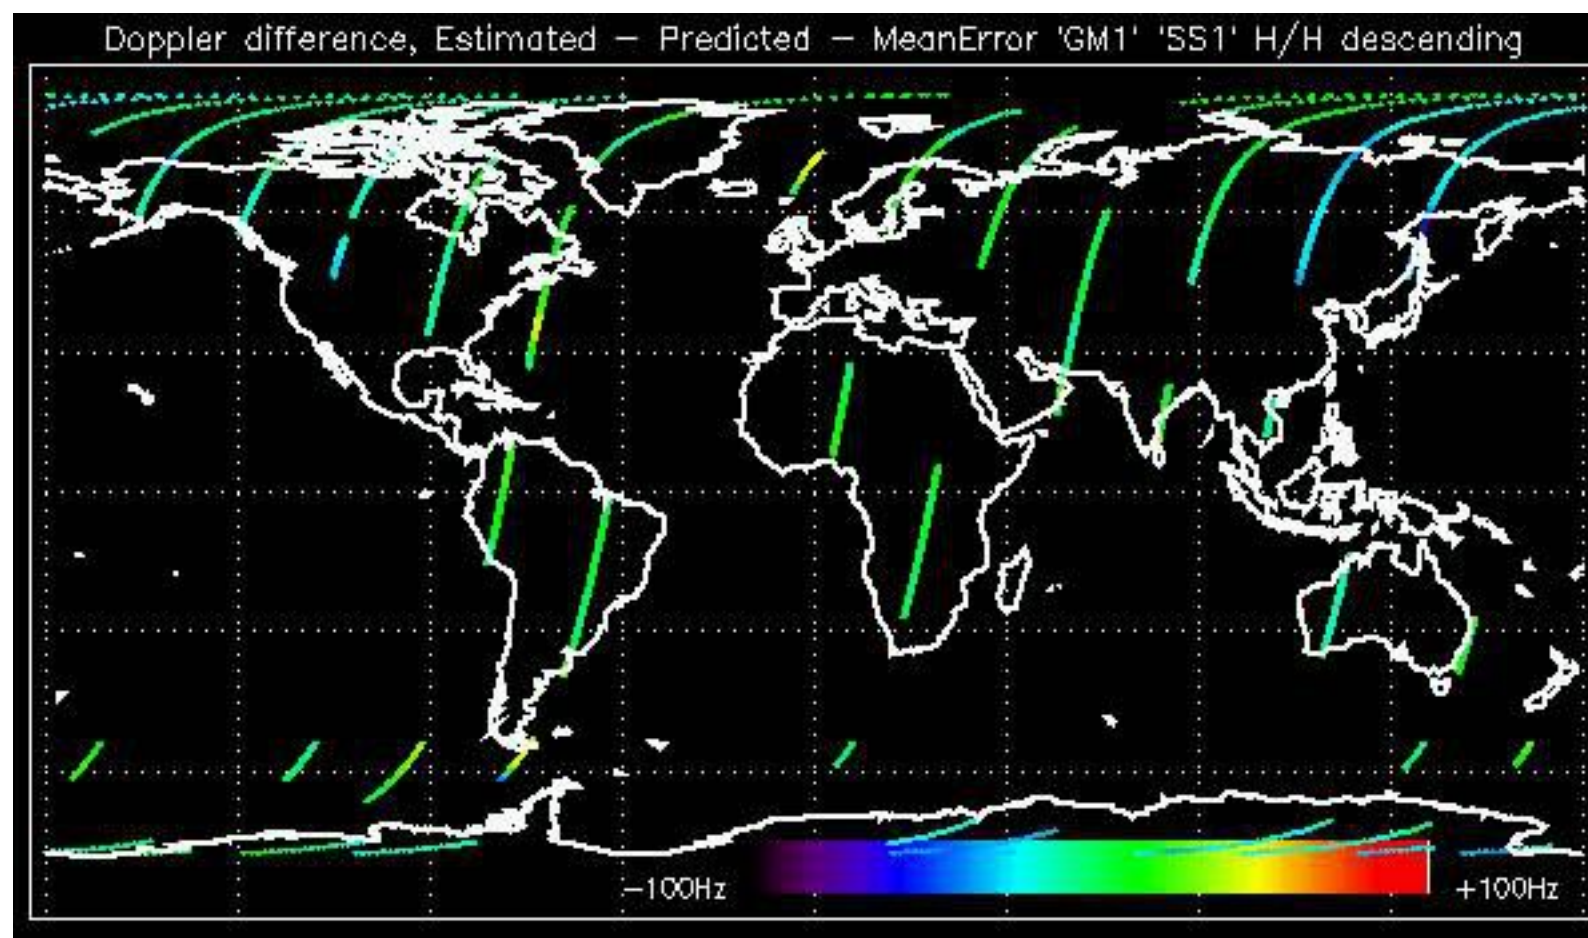 Doppler difference, Estimated – Predicted – MeanError 'GM1' 'SS1' H/H descending
–100Hz
+100Hz